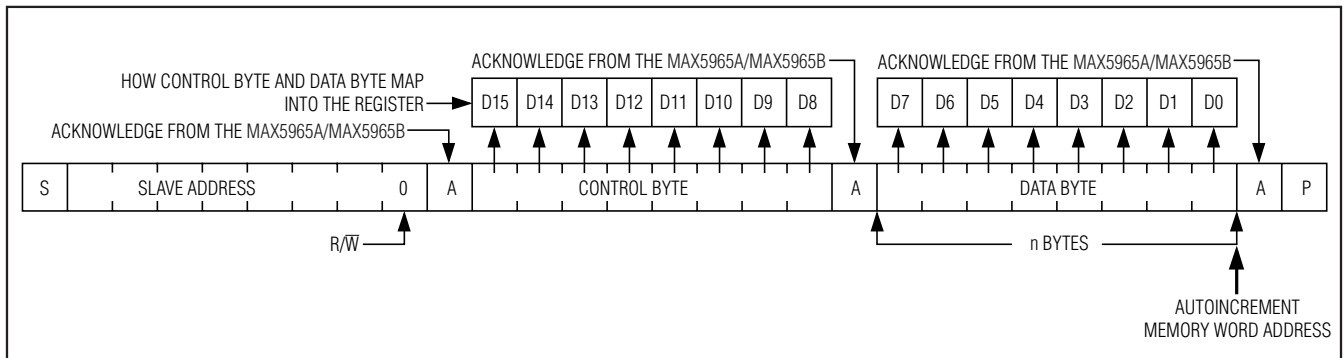 ACKNOWLEDGE FROM THE MAX5965A/MAX5965B
ACKNOWLEDGE FROM THE MAX5965A/MAX5965B
HOW CONTROL BYTE AND DATA BYTE MAP
INTO THE REGISTER
D15 D14 D13 D12 D11 D10 D9 D8
D7 D6 D5 D4 D3 D2 D1 D0
ACKNOWLEDGE FROM THE MAX5965A/MAX5965B
S SLAVE ADDRESS 0 A CONTROL BYTE A DATA BYTE A P
R/W̅
n BYTES
AUTOINCREMENT
MEMORY WORD ADDRESS